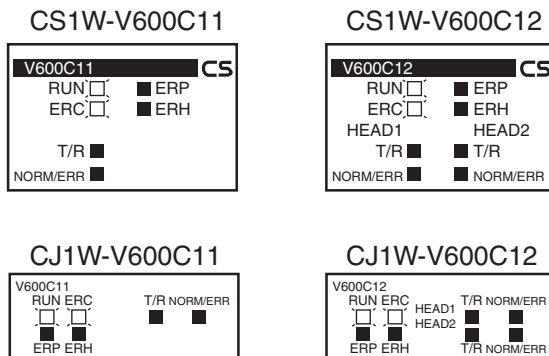 CS1W-V600C11
V600C11 CS
RUN ERP
ERC ERH
T/R
NORM/ERR
CS1W-V600C12
V600C12 CS
RUN ERP
ERC ERH
HEAD1 HEAD2
T/R T/R
NORM/ERR NORM/ERR
CJ1W-V600C11
V600C11
RUN ERC T/R NORM/ERR
ERP ERH
CJ1W-V600C12
V600C12
RUN ERC T/R NORM/ERR
HEAD1
HEAD2
ERP ERH T/R NORM/ERR